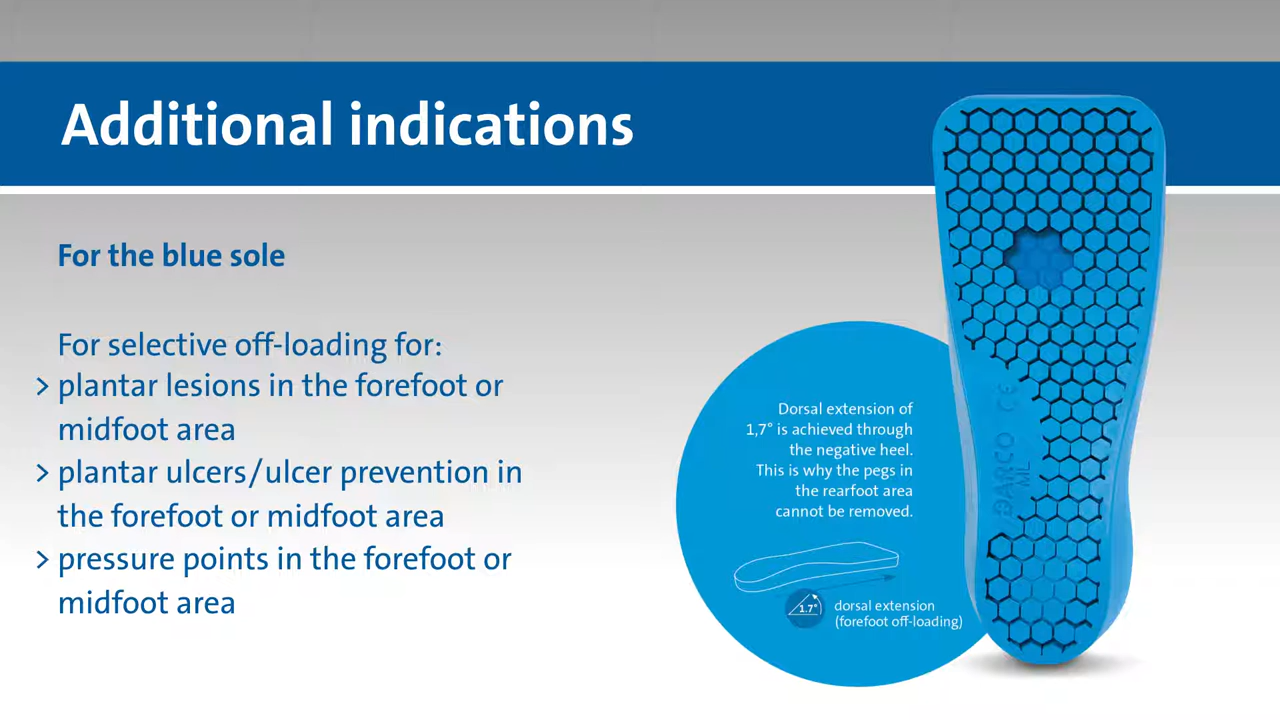 Additional indications
For the blue sole
For selective off-loading for:
> plantar lesions in the forefoot or
midfoot area
> plantar ulcers/ulcer prevention in
the forefoot or midfoot area
> pressure points in the forefoot or
midfoot area
Dorsal extension of
1,7° is achieved through
the negative heel.
This is why the pegs in
the rearfoot area
cannot be removed.
1.7°
dorsal extension
(forefoot off-loading)
DARCO CE
ML